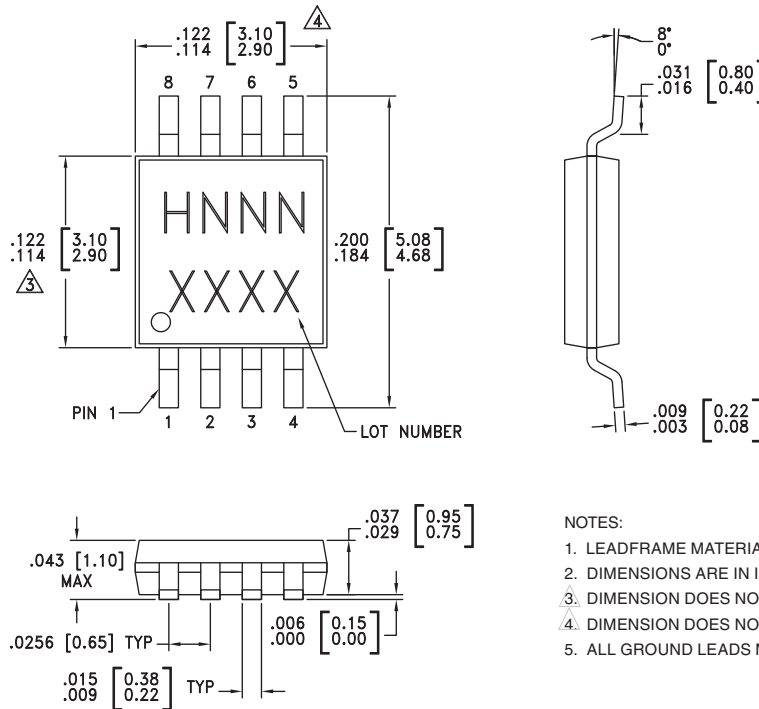 .122 [3.10]
.114 [2.90]
4
8 7 6 5
HNNN
XXXX
.122 [3.10]
.114 [2.90]
3
.200 [5.08]
.184 [4.68]
PIN 1
1 2 3 4
LOT NUMBER
8°
0°
.031 [0.80]
.016 [0.40]
.009 [0.22]
.003 [0.08]
.043 [1.10]
MAX
.037 [0.95]
.029 [0.75]
.0256 [0.65] TYP
.006 [0.15]
.000 [0.00]
.015 [0.38]
.009 [0.22]
TYP
NOTES:
1. LEADFRAME MATERIA
2. DIMENSIONS ARE IN I
3. DIMENSION DOES NO
4. DIMENSION DOES NO
5. ALL GROUND LEADS